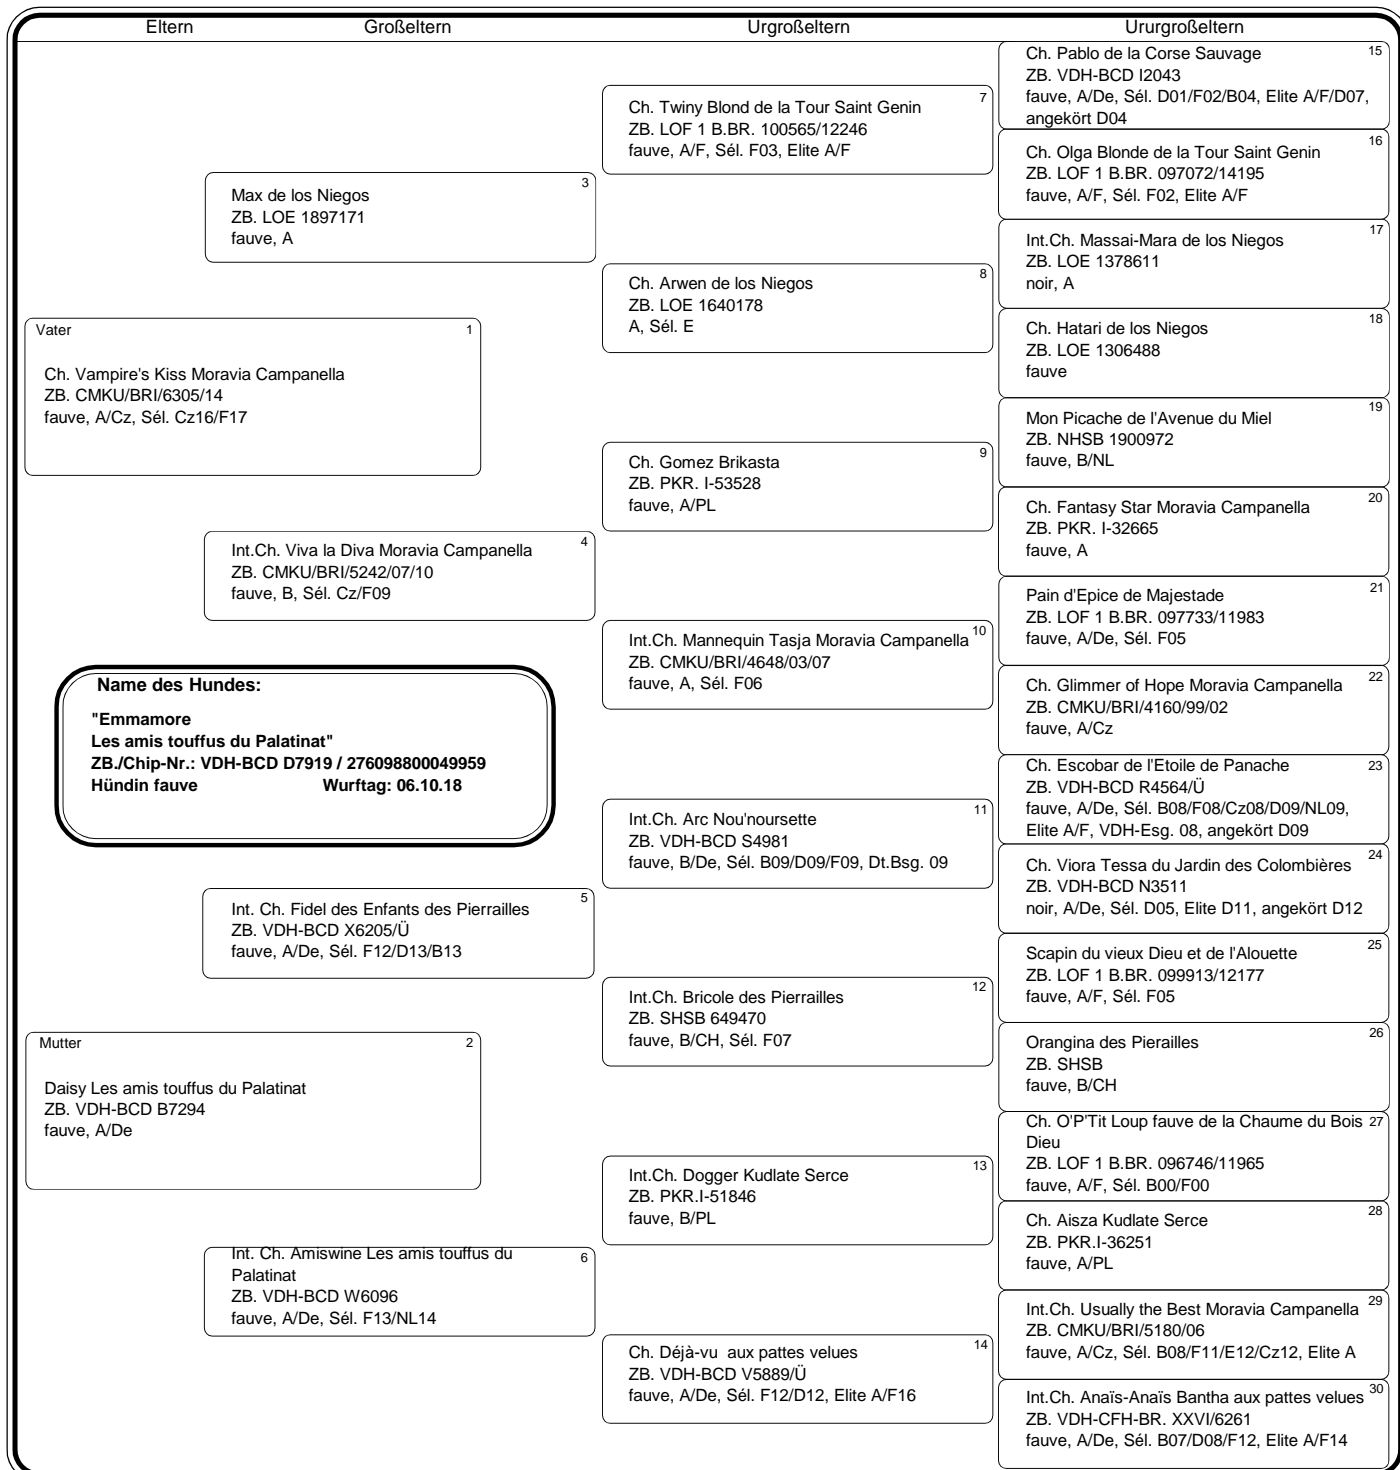 Eltern Großeltern Urgroßeltern Ururgroßeltern
Vater 1
Ch. Vampire's Kiss Moravia Campanella
ZB. CMKU/BRI/6305/14
fauve, A/Cz, Sél. Cz16/F17
Name des Hundes:
"Emmamore
Les amis touffus du Palatinat"
ZB./Chip-Nr.: VDH-BCD D7919 / 276098800049959
Hündin fauve Wurftag: 06.10.18
Mutter 2
Daisy Les amis touffus du Palatinat
ZB. VDH-BCD B7294
fauve, A/De
3
Max de los Niegos
ZB. LOE 1897171
fauve, A
Int.Ch. Viva la Diva Moravia Campanella 4
ZB. CMKU/BRI/5242/07/10
fauve, B, Sél. Cz/F09
Int. Ch. Fidel des Enfants des Pierrailles 5
ZB. VDH-BCD X6205/Ü
fauve, A/De, Sél. F12/D13/B13
Int. Ch. Amiswine Les amis touffus du 6
Palatinat
ZB. VDH-BCD W6096
fauve, A/De, Sél. F13/NL14
Ch. Twiny Blond de la Tour Saint Genin 7
ZB. LOF 1 B.BR. 100565/12246
fauve, A/F, Sél. F03, Elite A/F
Ch. Arwen de los Niegos 8
ZB. LOE 1640178
A, Sél. E
Ch. Gomez Brikasta 9
ZB. PKR. I-53528
fauve, A/PL
Int.Ch. Mannequin Tasja Moravia Campanella 10
ZB. CMKU/BRI/4648/03/07
fauve, A, Sél. F06
Int.Ch. Arc Nou'noursette 11
ZB. VDH-BCD S4981
fauve, B/De, Sél. B09/D09/F09, Dt.Bsg. 09
Int.Ch. Bricole des Pierrailles 12
ZB. SHSB 649470
fauve, B/CH, Sél. F07
Int.Ch. Dogger Kudlate Serce 13
ZB. PKR.I-51846
fauve, B/PL
Ch. Déjà-vu aux pattes velues 14
ZB. VDH-BCD V5889/Ü
fauve, A/De, Sél. F12/D12, Elite A/F16
Ch. Pablo de la Corse Sauvage 15
ZB. VDH-BCD I2043
fauve, A/De, Sél. D01/F02/B04, Elite A/F/D07,
angekört D04
Ch. Olga Blonde de la Tour Saint Genin 16
ZB. LOF 1 B.BR. 097072/14195
fauve, A/F, Sél. F02, Elite A/F
Int.Ch. Massai-Mara de los Niegos 17
ZB. LOE 1378611
noir, A
Ch. Hatari de los Niegos 18
ZB. LOE 1306488
fauve
Mon Picache de l'Avenue du Miel 19
ZB. NHSB 1900972
fauve, B/NL
Ch. Fantasy Star Moravia Campanella 20
ZB. PKR. I-32665
fauve, A
Pain d'Epice de Majestade 21
ZB. LOF 1 B.BR. 097733/11983
fauve, A/De, Sél. F05
Ch. Glimmer of Hope Moravia Campanella 22
ZB. CMKU/BRI/4160/99/02
fauve, A/Cz
Ch. Escobar de l'Etoile de Panache 23
ZB. VDH-BCD R4564/Ü
fauve, A/De, Sél. B08/F08/Cz08/D09/NL09,
Elite A/F, VDH-Esg. 08, angekört D09
Ch. Viora Tessa du Jardin des Colombières 24
ZB. VDH-BCD N3511
noir, A/De, Sél. D05, Elite D11, angekört D12
Scapin du vieux Dieu et de l'Alouette 25
ZB. LOF 1 B.BR. 099913/12177
fauve, A/F, Sél. F05
Orangina des Pierailles 26
ZB. SHSB
fauve, B/CH
Ch. O'P'Tit Loup fauve de la Chaume du Bois 27
Dieu
ZB. LOF 1 B.BR. 096746/11965
fauve, A/F, Sél. B00/F00
Ch. Aisza Kudlate Serce 28
ZB. PKR.I-36251
fauve, A/PL
Int.Ch. Usually the Best Moravia Campanella 29
ZB. CMKU/BRI/5180/06
fauve, A/Cz, Sél. B08/F11/E12/Cz12, Elite A
Int.Ch. Anaïs-Anaïs Bantha aux pattes velues 30
ZB. VDH-CFH-BR. XXVI/6261
fauve, A/De, Sél. B07/D08/F12, Elite A/F14